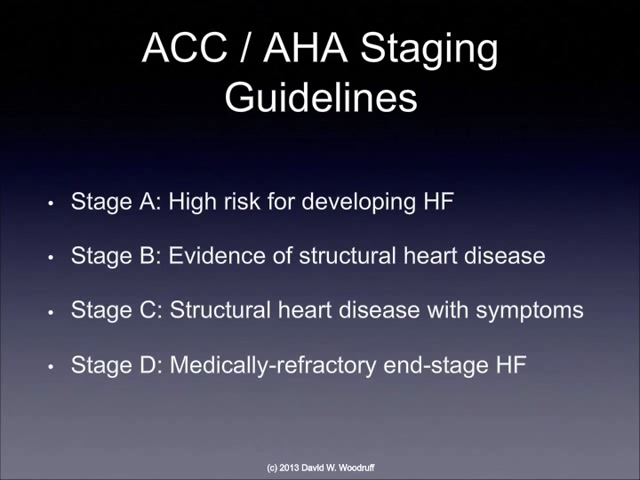 ACC / AHA Staging
Guidelines
• Stage A: High risk for developing HF
• Stage B: Evidence of structural heart disease
• Stage C: Structural heart disease with symptoms
• Stage D: Medically-refractory end-stage HF
(c) 2013 David W. Woodruff